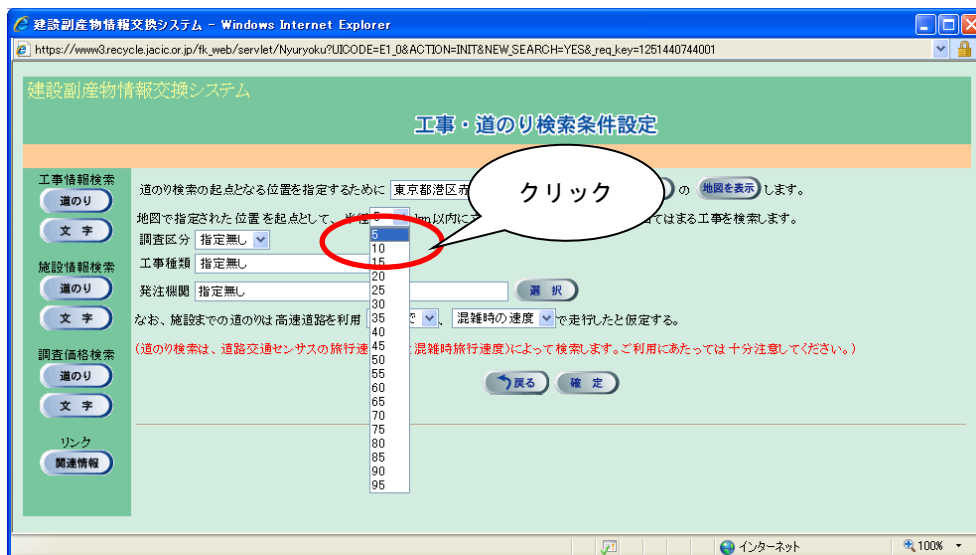 建設副産物情報交換システム - Windows Internet Explorer
https://www3.recycle.jacic.or.jp/fk_web/servlet/Nyuryoku?UICODE=E1_0&ACTION=INIT&NEW_SEARCH=YES&_req_key=1251440744001
建設副産物情報交換システム
工事・道のり検索条件設定
工事情報検索
道のり
文 字
施設情報検索
道のり
文 字
調査価格検索
道のり
文 字
リンク
関連情報
道のり検索の起点となる位置を指定するために 東京都港区赤 の 地図を表示 します。
地図で指定された位置を起点として、半径 5 km以内に てはまる工事を検索します。
調査区分 指定無し
工事種類 指定無し
発注機関 指定無し 選 択
なお、施設までの道のりは高速道路を利用 、 混雑時の速度 で走行したと仮定する。
(道のり検索は、道路交通センサスの旅行速 混雑時旅行速度)によって検索します。ご利用にあたっては十分注意してください。)
戻る 確 定
5
10
15
20
25
30
35
40
45
50
55
60
65
70
75
80
85
90
95
クリック
インターネット 100%